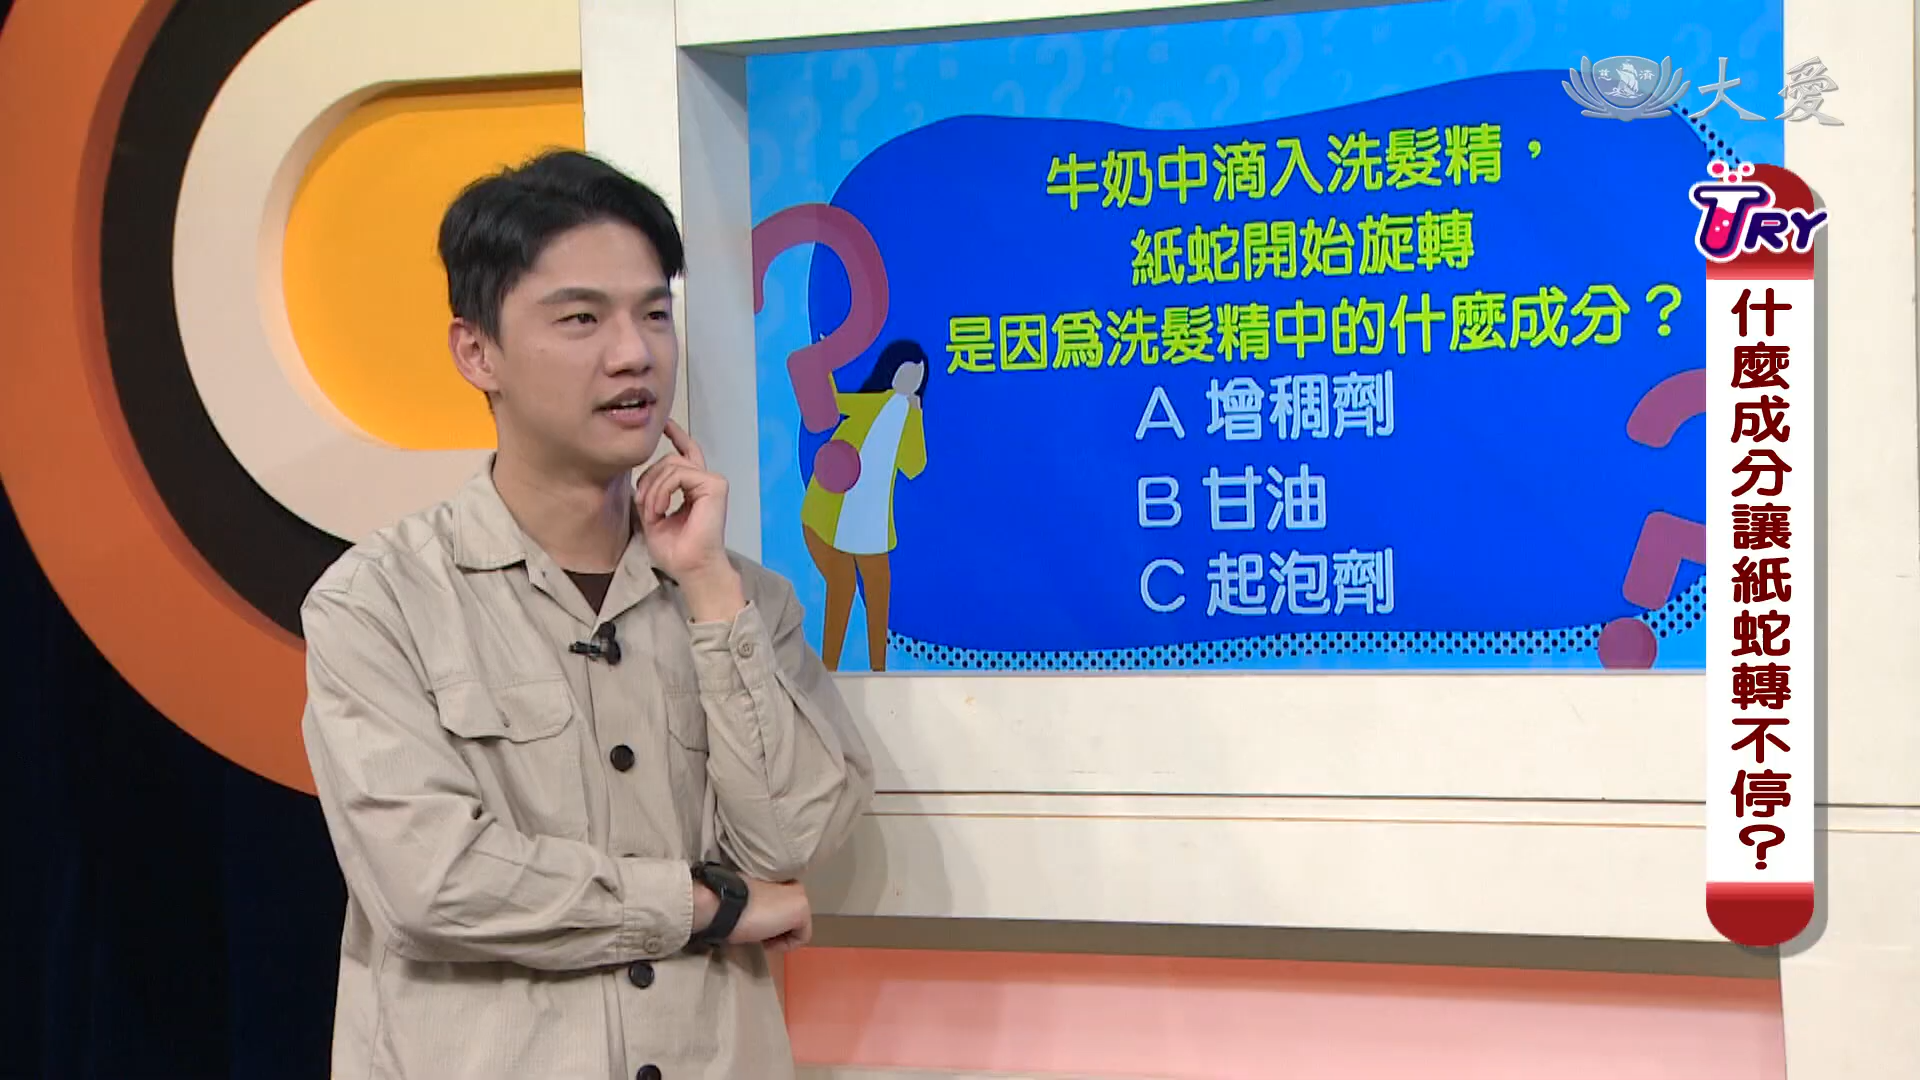 牛奶中滴入洗髮精，
紙蛇開始旋轉
是因為洗髮精中的什麼成分？
A 增稠劑
B 甘油
C 起泡劑
慈濟
大愛
TRY
什麼成分讓紙蛇轉不停？